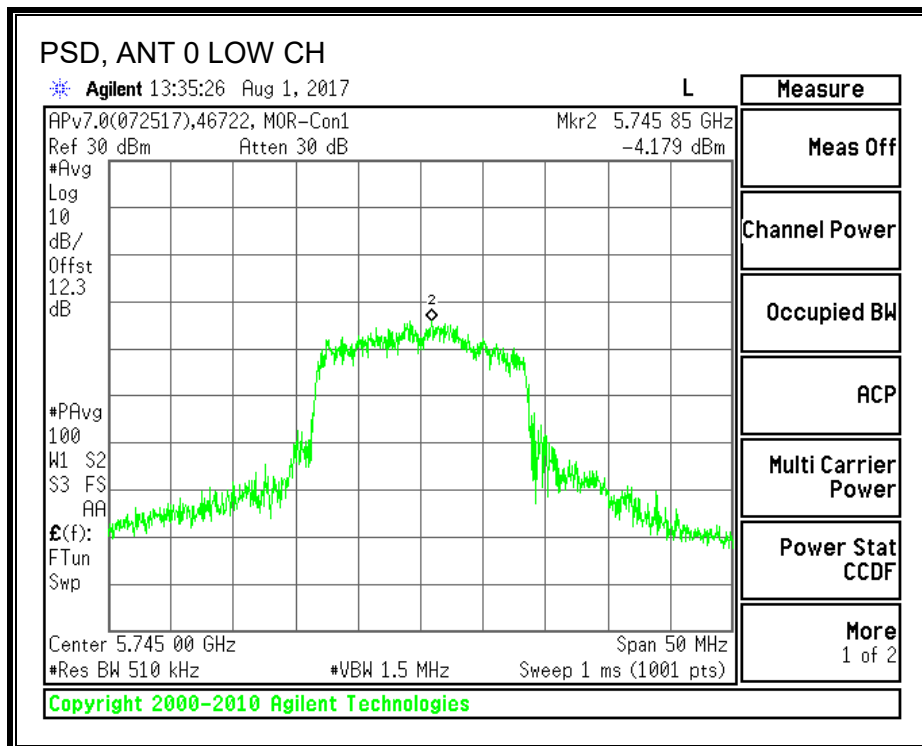 PSD, ANT 0 LOW CH
Agilent 13:35:26 Aug 1, 2017 L
APv7.0(072517),46722, MOR-Con1 Mkr2 5.745 85 GHz
Ref 30 dBm Atten 30 dB -4.179 dBm
#Avg
Log
10
dB/
Offst
12.3
dB
2
#PAvg
100
W1 S2
S3 FS
AA
£(f):
FTun
Swp
Center 5.745 00 GHz Span 50 MHz
#Res BW 510 kHz #VBW 1.5 MHz Sweep 1 ms (1001 pts)
Copyright 2000-2010 Agilent Technologies
Measure
Meas Off
Channel Power
Occupied BW
ACP
Multi Carrier
Power
Power Stat
CCDF
More
1 of 2